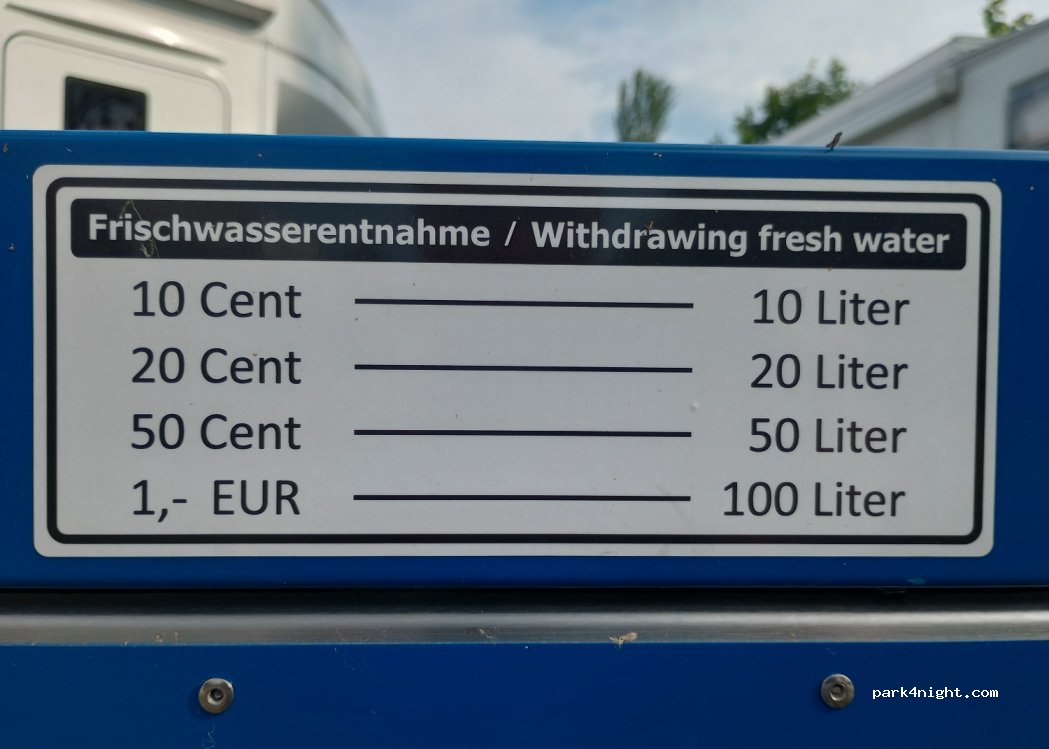 Frischwasserentnahme / Withdrawing fresh water
10 Cent 10 Liter
20 Cent 20 Liter
50 Cent 50 Liter
1,- EUR 100 Liter
park4night.com